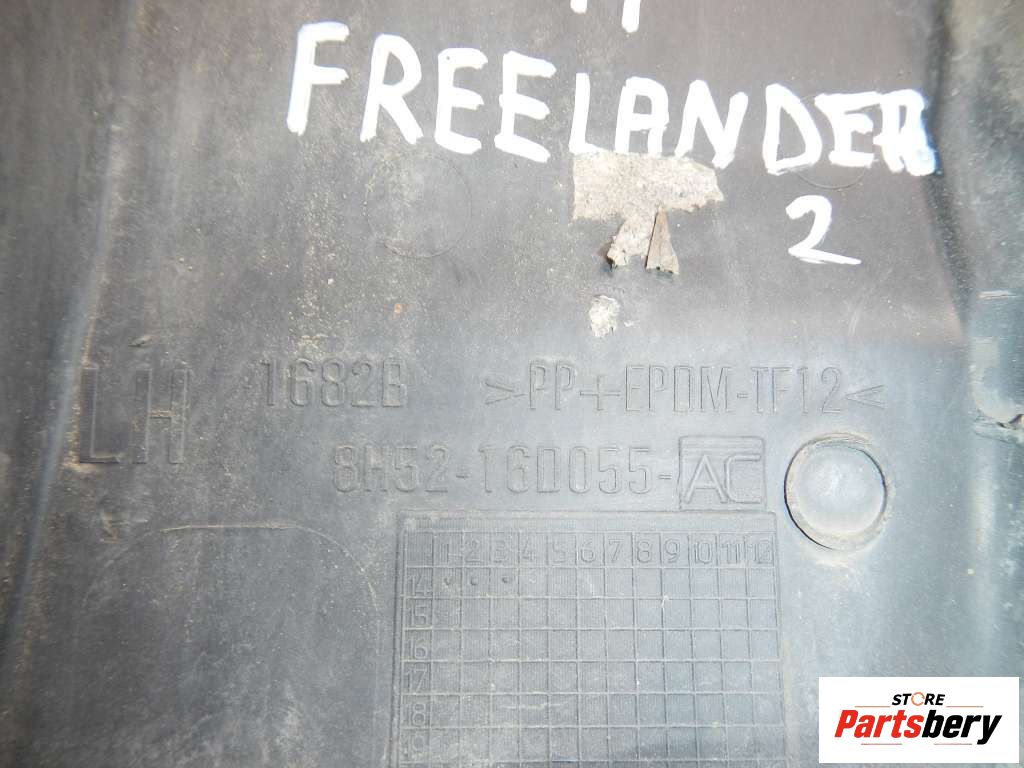 FREELANDER
2
LH 1682B >PP+EPDM-TF12<
8H52-16D055-AC
1 2 3 4 5 6 7 8 9 10 11 12
14
15
16
17
18
STORE
Partsbery